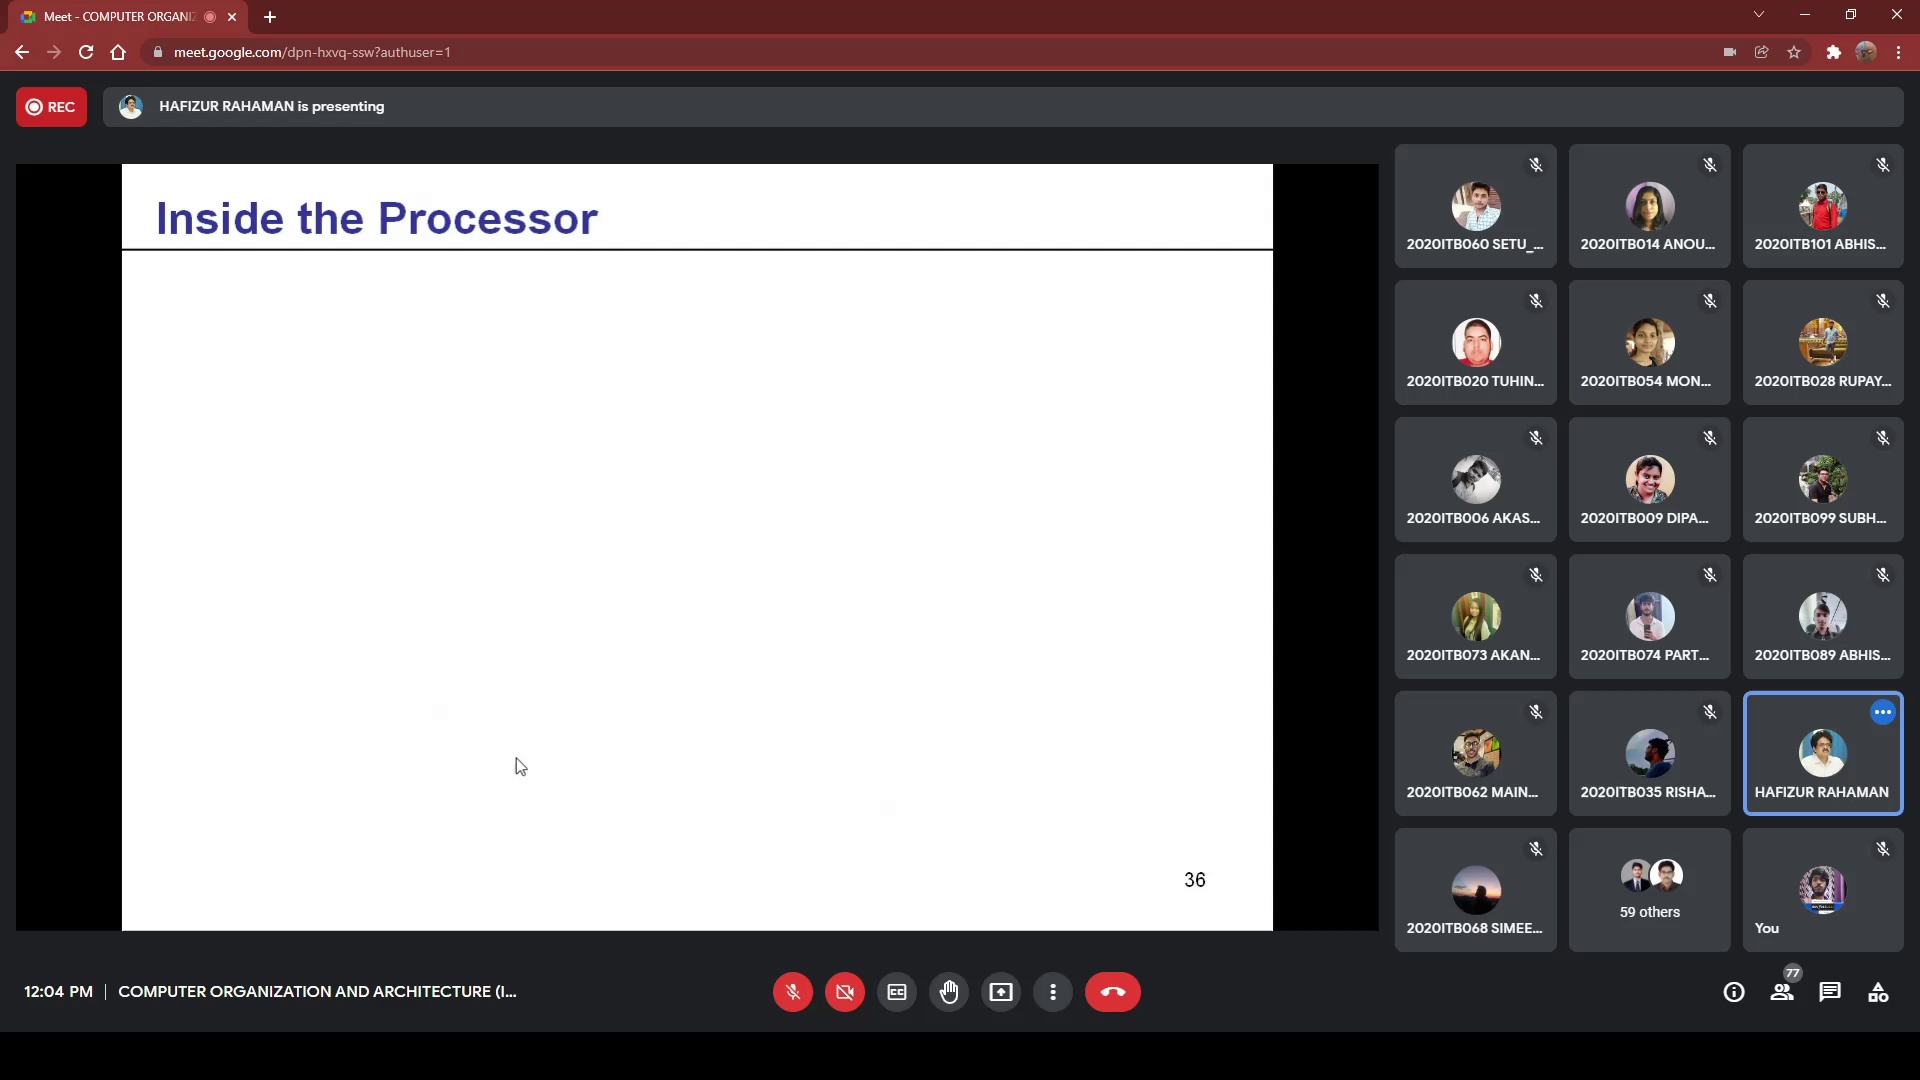 Meet - COMPUTER ORGANI
meet.google.com/dpn-hxvq-ssw?authuser=1
REC
HAFIZUR RAHAMAN is presenting
Inside the Processor
36
2020ITB060 SETU_...
2020ITB014 ANOU...
2020ITB101 ABHIS...
2020ITB020 TUHIN...
2020ITB054 MON...
2020ITB028 RUPAY...
2020ITB006 AKAS...
2020ITB009 DIPA...
2020ITB099 SUBH...
2020ITB073 AKAN...
2020ITB074 PART...
2020ITB089 ABHIS...
2020ITB062 MAIN...
2020ITB035 RISHA...
HAFIZUR RAHAMAN
2020ITB068 SIMEE...
59 others
You
12:04 PM | COMPUTER ORGANIZATION AND ARCHITECTURE (I...
CC
77